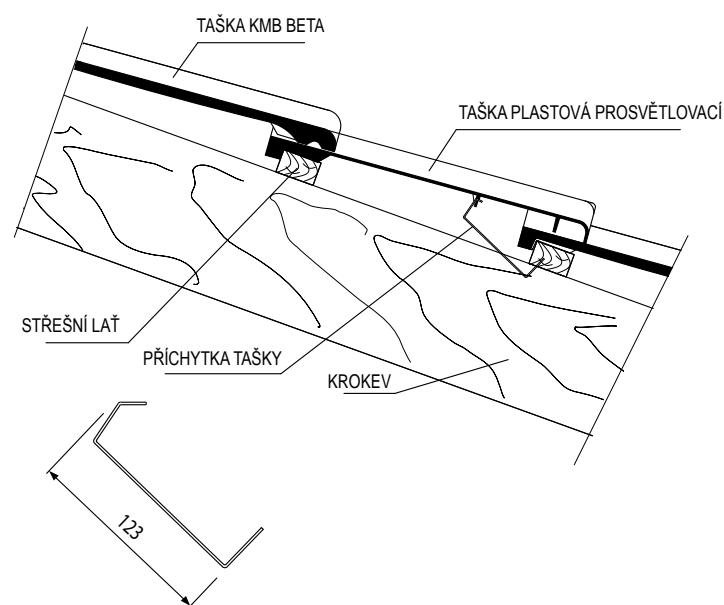 TAŠKA KMB BETA
TAŠKA PLASTOVÁ PROSVĚTLOVACÍ
STŘEŠNÍ LAŤ
PŘÍCHYTKA TAŠKY
KROKEV
123